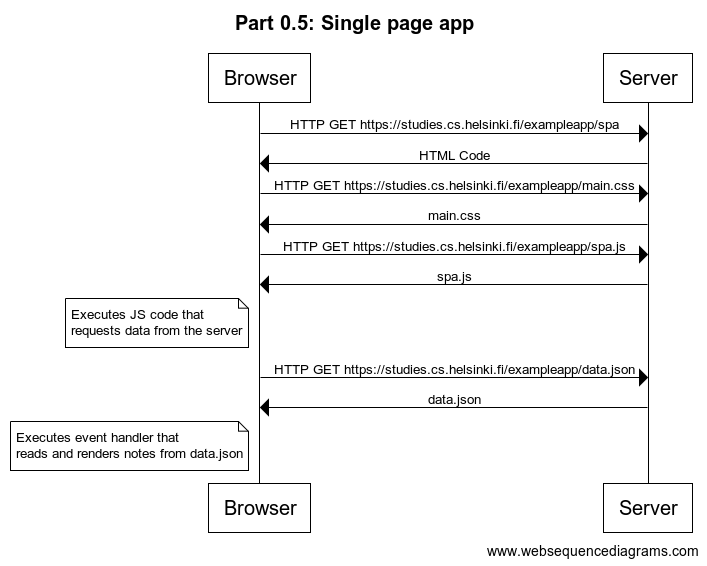 Part 0.5: Single page app
Browser
Server
HTTP GET https://studies.cs.helsinki.fi/exampleapp/spa
HTML Code
HTTP GET https://studies.cs.helsinki.fi/exampleapp/main.css
main.css
HTTP GET https://studies.cs.helsinki.fi/exampleapp/spa.js
spa.js
Executes JS code that
requests data from the server
HTTP GET https://studies.cs.helsinki.fi/exampleapp/data.json
data.json
Executes event handler that
reads and renders notes from data.json
Browser
Server
www.websequencediagrams.com